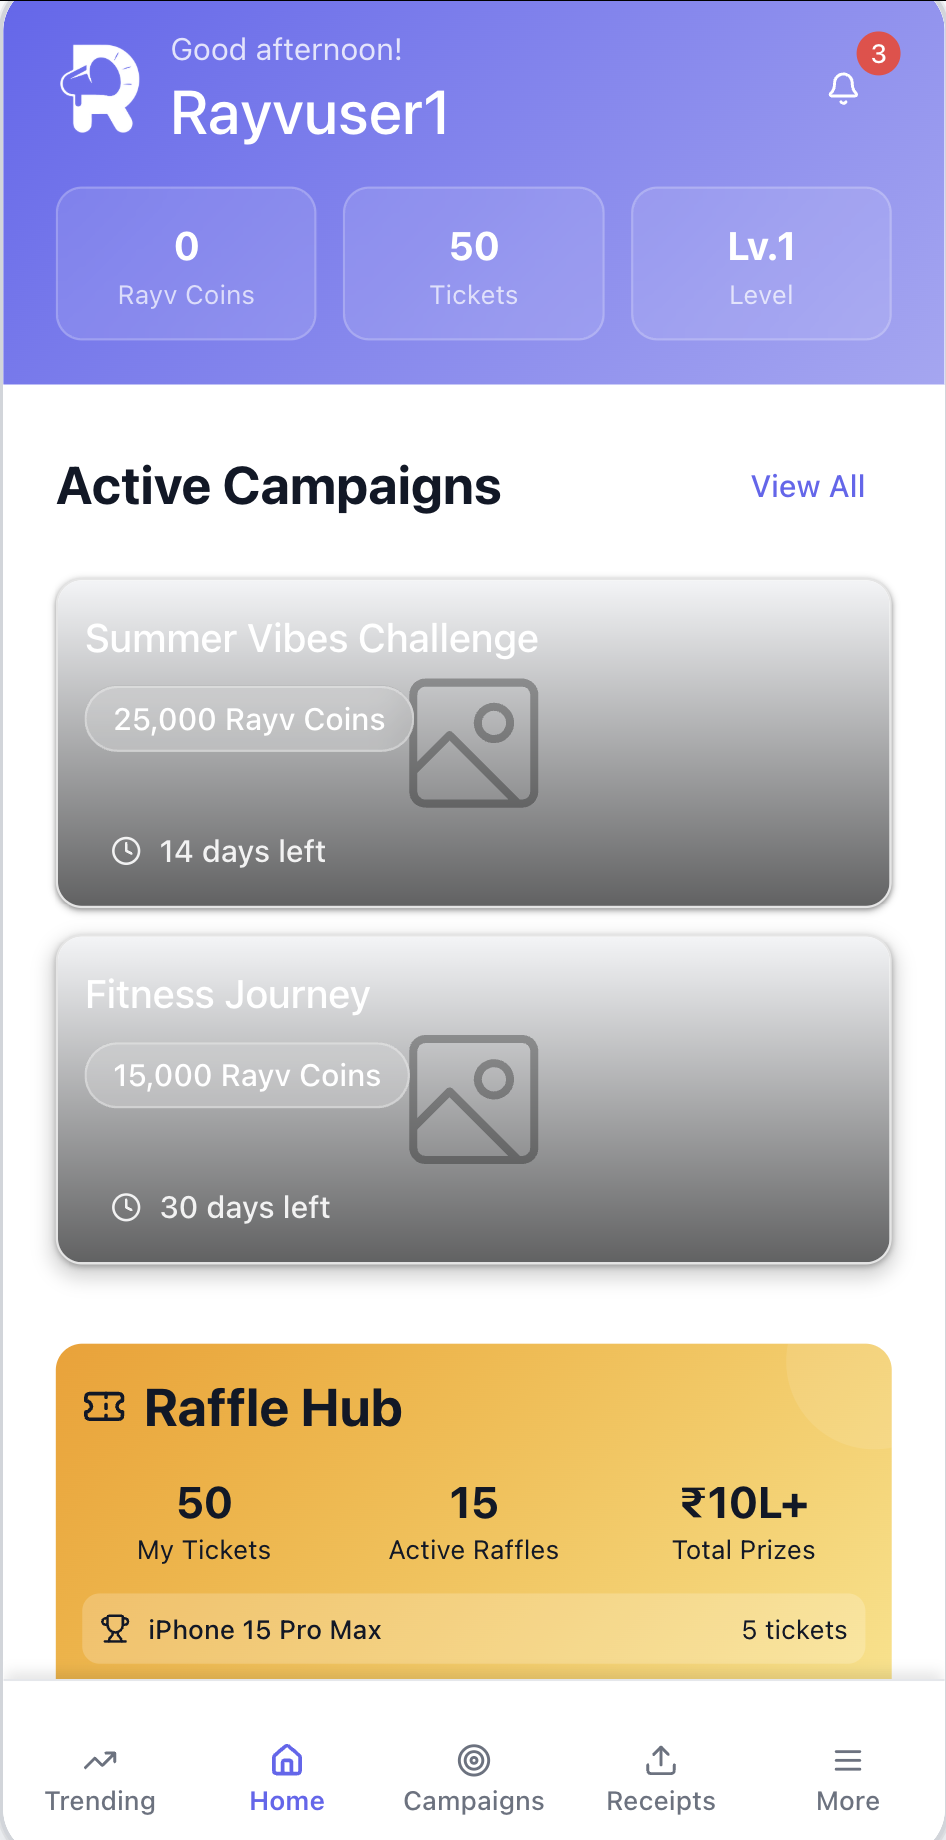 Good afternoon!
Rayvuser1
3
0
Rayv Coins
50
Tickets
Lv.1
Level
Active Campaigns
View All
Summer Vibes Challenge
25,000 Rayv Coins
14 days left
Fitness Journey
15,000 Rayv Coins
30 days left
Raffle Hub
50
My Tickets
15
Active Raffles
₹10L+
Total Prizes
iPhone 15 Pro Max
5 tickets
Trending
Home
Campaigns
Receipts
More